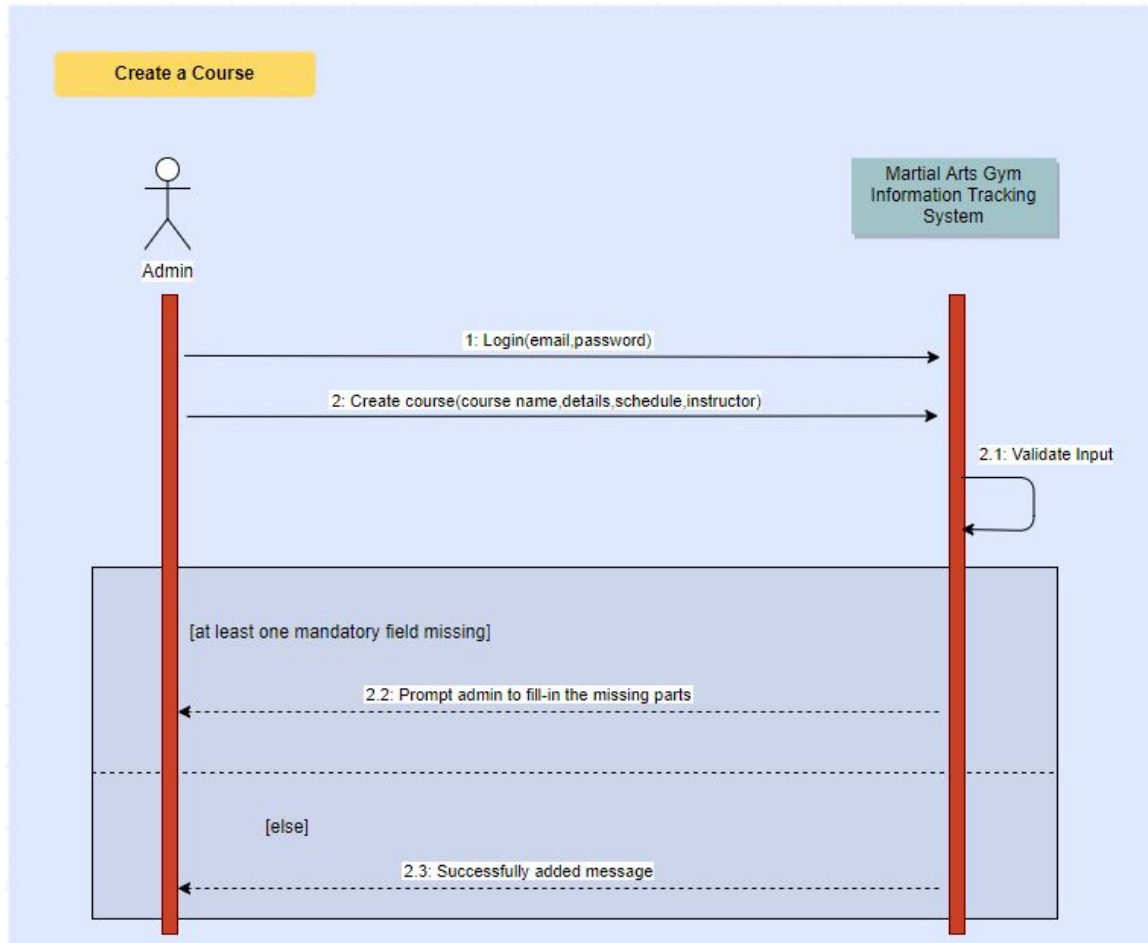 Create a Course
Martial Arts Gym
Information Tracking
System
Admin
1: Login(email,password)
2: Create course(course name,details,schedule,instructor)
2.1: Validate Input
[at least one mandatory field missing]
2.2: Prompt admin to fill-in the missing parts
[else]
2.3: Successfully added message